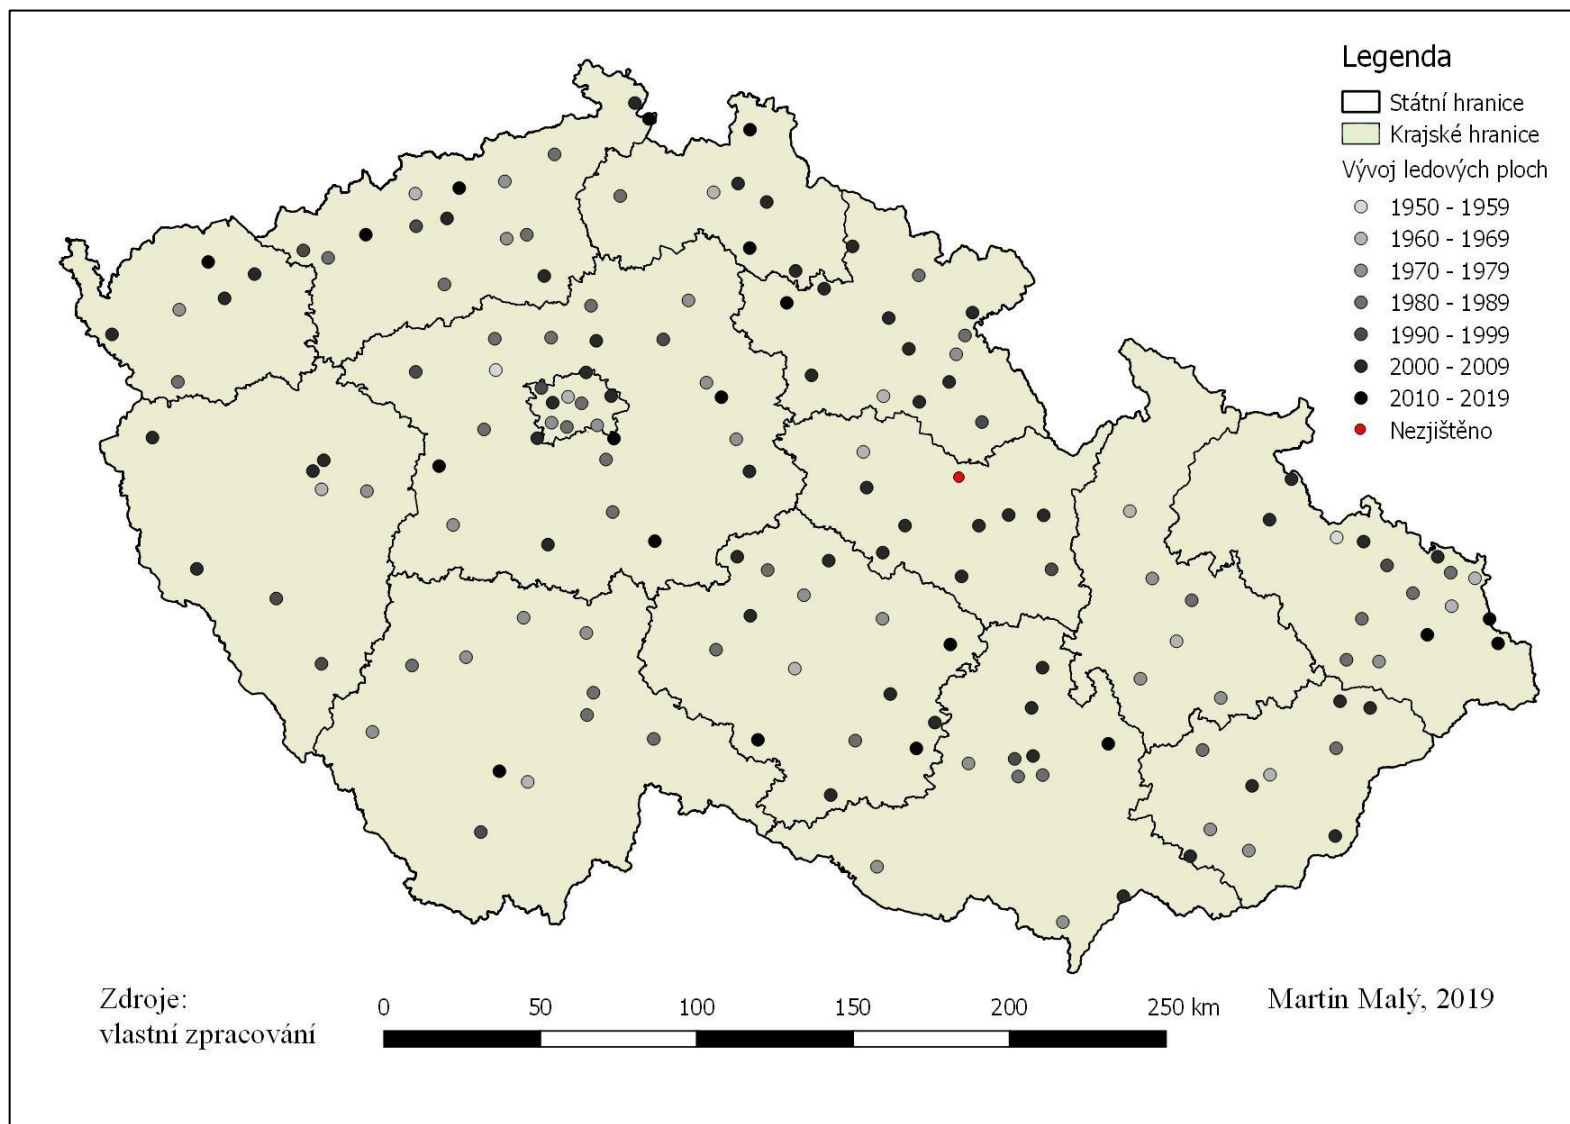 Legenda
Státní hranice
Krajské hranice
Vývoj ledových ploch
1950 - 1959
1960 - 1969
1970 - 1979
1980 - 1989
1990 - 1999
2000 - 2009
2010 - 2019
Nezjištěno
Zdroje:
vlastní zpracování
0 50 100 150 200 250 km
Martin Malý, 2019